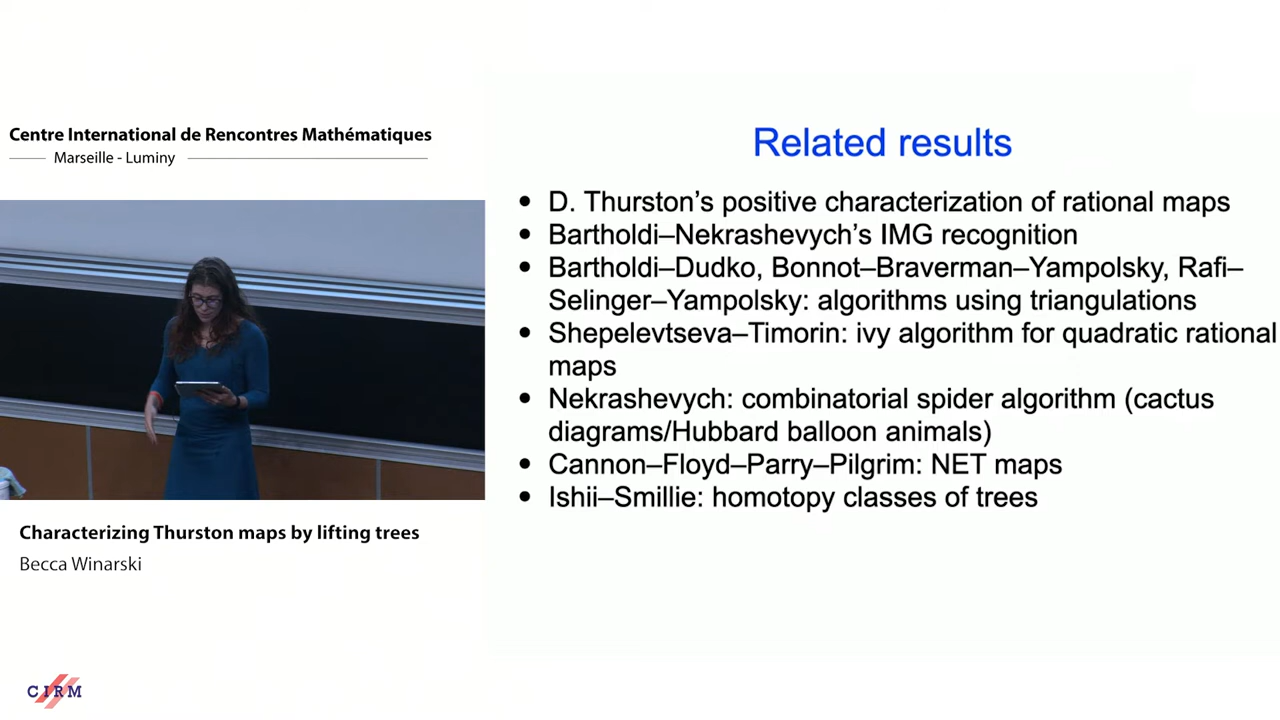 Centre International de Rencontres Mathématiques
Marseille - Luminy
Characterizing Thurston maps by lifting trees
Becca Winarski
CIRM
Related results
• D. Thurston's positive characterization of rational maps
• Bartholdi–Nekrashevych's IMG recognition
• Bartholdi–Dudko, Bonnot–Braverman–Yampolsky, Rafi–
Selinger–Yampolsky: algorithms using triangulations
• Shepelevtseva–Timorin: ivy algorithm for quadratic rational
maps
• Nekrashevych: combinatorial spider algorithm (cactus
diagrams/Hubbard balloon animals)
• Cannon–Floyd–Parry–Pilgrim: NET maps
• Ishii–Smillie: homotopy classes of trees